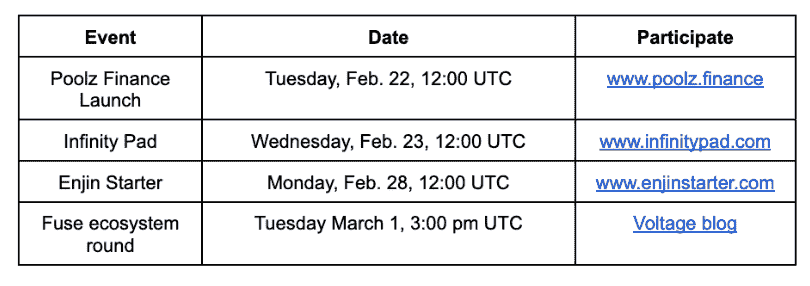 Event Date Participate
Poolz Finance Launch Tuesday, Feb. 22, 12:00 UTC www.poolz.finance
Infinity Pad Wednesday, Feb. 23, 12:00 UTC www.infinitypad.com
Enjin Starter Monday, Feb. 28, 12:00 UTC www.enjinstarter.com
Fuse ecosystem round Tuesday March 1, 3:00 pm UTC Voltage blog